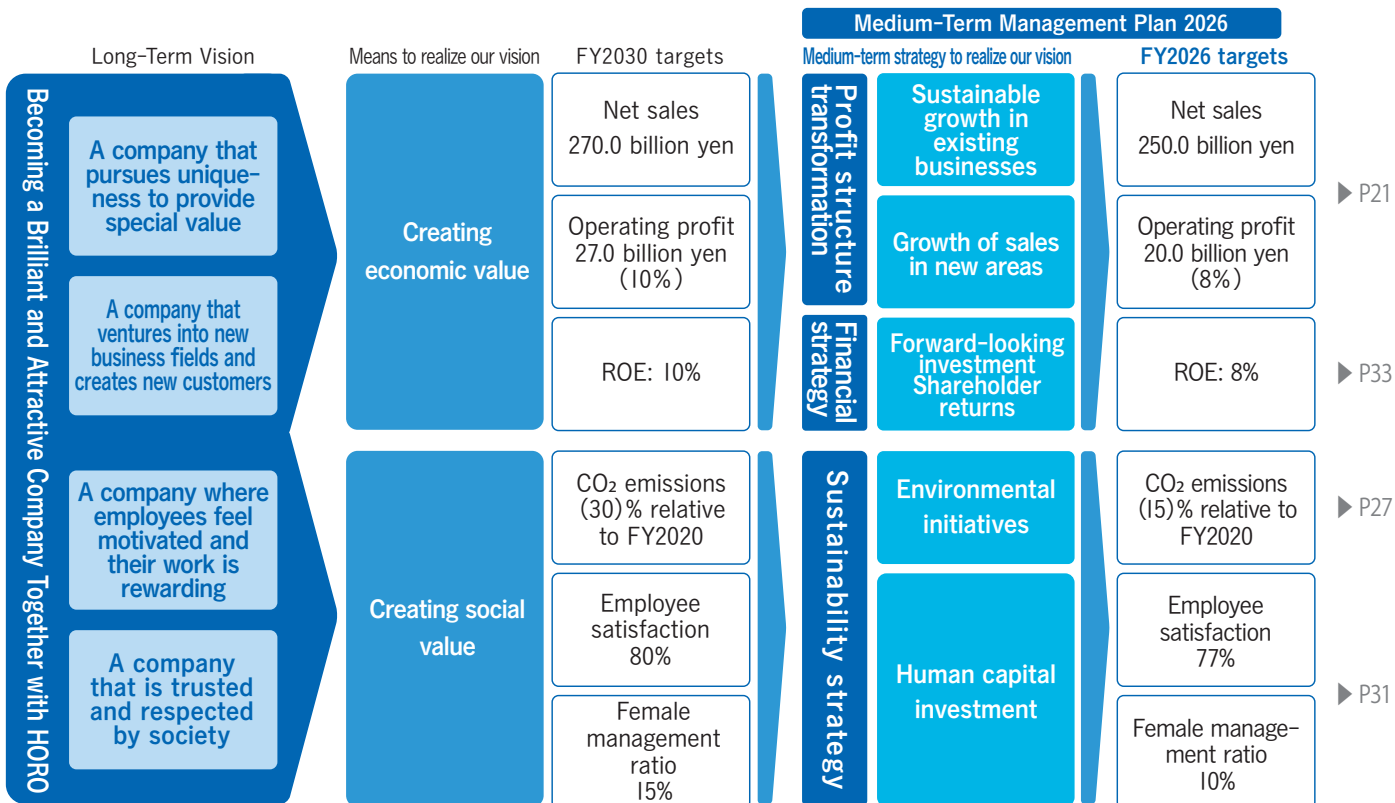 Medium-Term Management Plan 2026
Long-Term Vision
Means to realize our vision
FY2030 targets
Medium-term strategy to realize our vision
FY2026 targets
Becoming a Brilliant and Attractive Company Together with HORO
A company that
pursues unique-
ness to provide
special value
A company that
ventures into new
business fields and
creates new customers
A company where
employees feel
motivated and
their work is
rewarding
A company
that is trusted
and respected
by society
Creating
economic value
Net sales
270.0 billion yen
Operating profit
27.0 billion yen
(10%)
ROE: 10%
Profit structure
transformation
Sustainable
growth in
existing
businesses
Growth of sales
in new areas
Financial
strategy
Forward-looking
investment
Shareholder
returns
Net sales
250.0 billion yen
Operating profit
20.0 billion yen
(8%)
ROE: 8%
▶ P21
▶ P33
Creating social
value
CO₂ emissions
(30)% relative
to FY2020
Employee
satisfaction
80%
Female
management
ratio
15%
Sustainability strategy
Environmental
initiatives
Human capital
investment
CO₂ emissions
(15)% relative to
FY2020
Employee
satisfaction
77%
Female manage-
ment ratio
10%
▶ P27
▶ P31